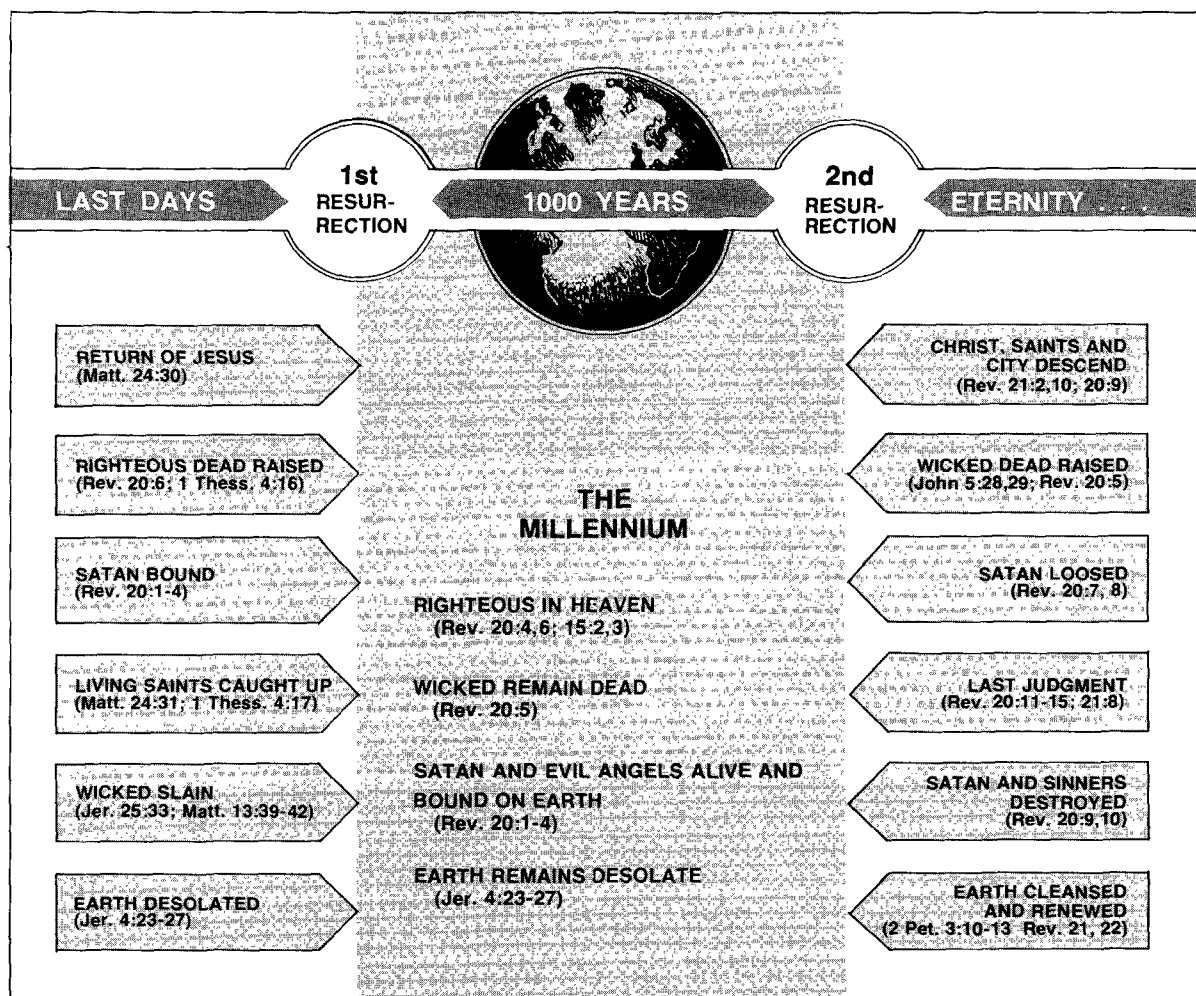 LAST DAYS
1st
RESUR-
RECTION
1000 YEARS
2nd
RESUR-
RECTION
ETERNITY . . .
RETURN OF JESUS
(Matt. 24:30)
RIGHTEOUS DEAD RAISED
(Rev. 20:6; 1 Thess. 4:16)
SATAN BOUND
(Rev. 20:1-4)
LIVING SAINTS CAUGHT UP
(Matt. 24:31; 1 Thess. 4:17)
WICKED SLAIN
(Jer. 25:33; Matt. 13:39-42)
EARTH DESOLATED
(Jer. 4:23-27)
THE
MILLENNIUM
RIGHTEOUS IN HEAVEN
(Rev. 20:4,6; 15:2,3)
WICKED REMAIN DEAD
(Rev. 20:5)
SATAN AND EVIL ANGELS ALIVE AND
BOUND ON EARTH
(Rev. 20:1-4)
EARTH REMAINS DESOLATE
(Jer. 4:23-27)
CHRIST, SAINTS AND
CITY DESCEND
(Rev. 21:2,10; 20:9)
WICKED DEAD RAISED
(John 5:28,29; Rev. 20:5)
SATAN LOOSED
(Rev. 20:7, 8)
LAST JUDGMENT
(Rev. 20:11-15; 21:8)
SATAN AND SINNERS
DESTROYED
(Rev. 20:9,10)
EARTH CLEANSED
AND RENEWED
(2 Pet. 3:10-13 Rev. 21, 22)